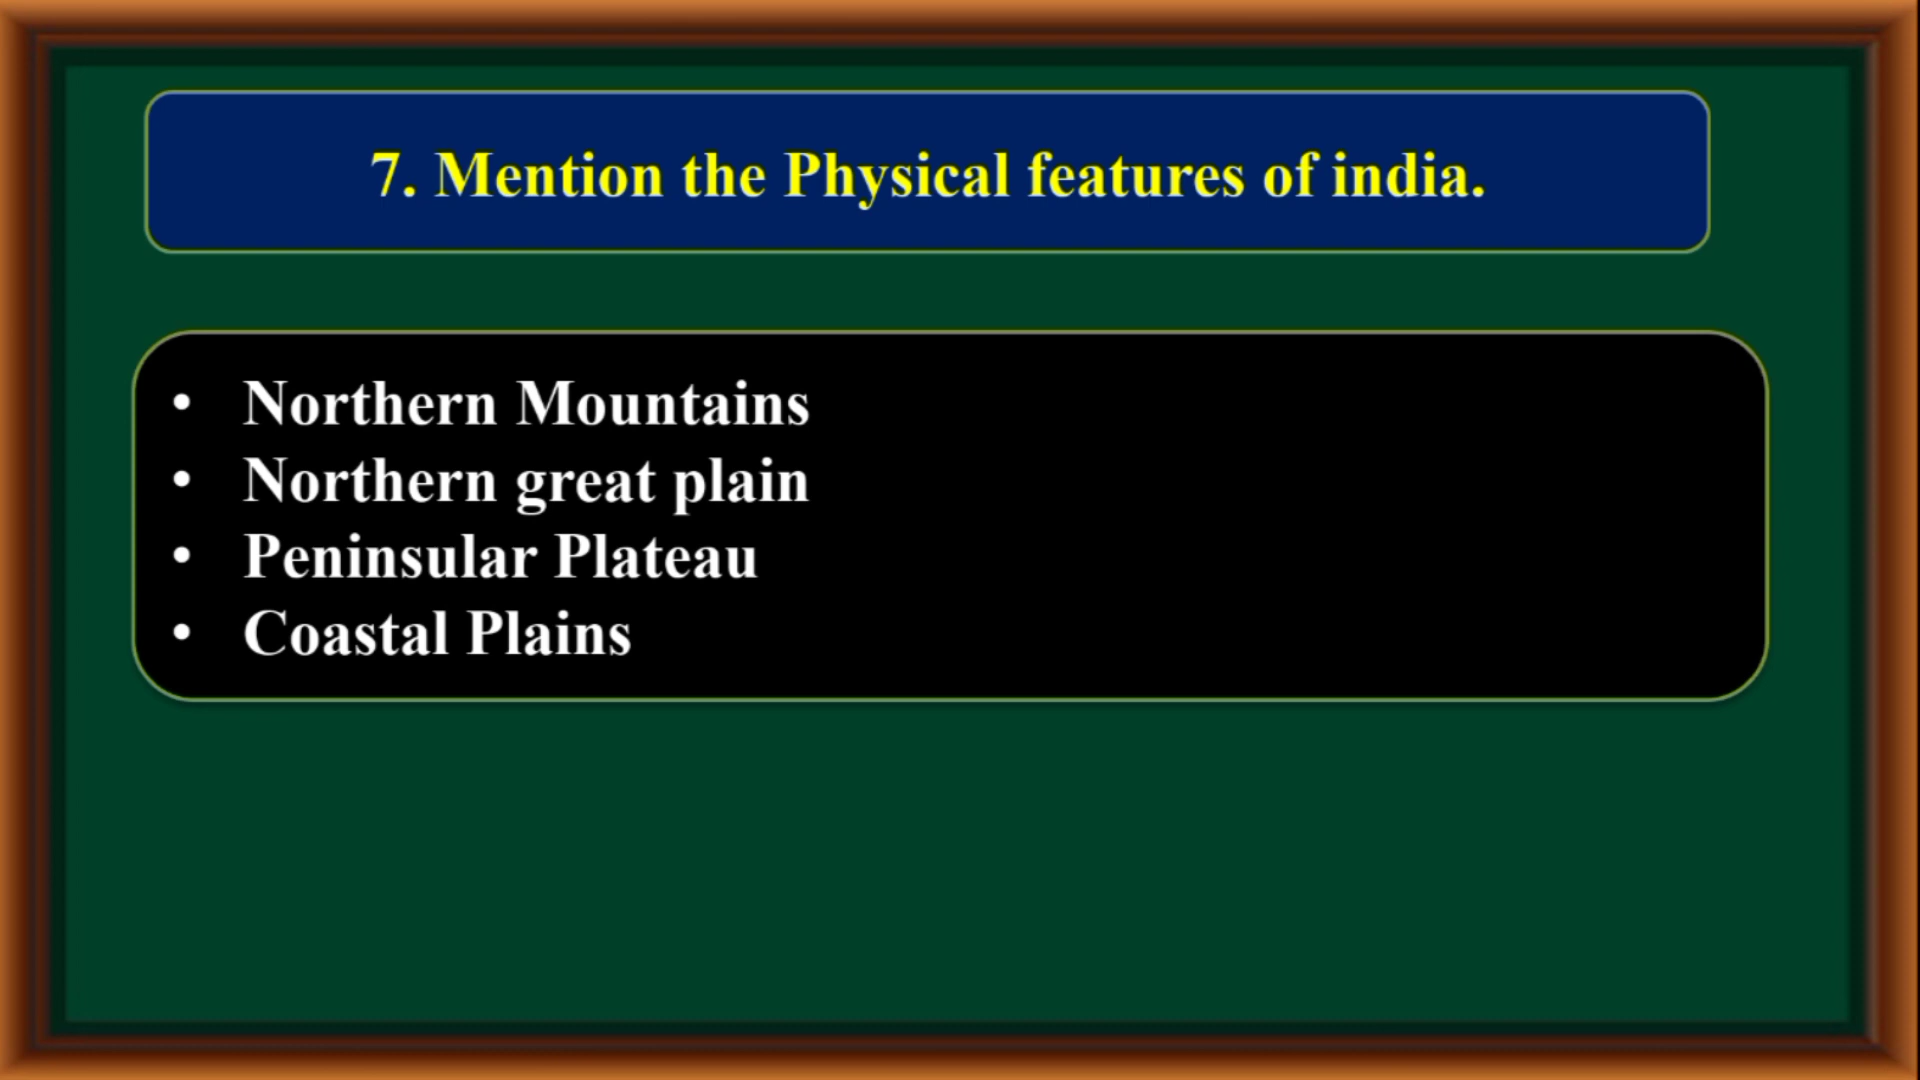 7. Mention the Physical features of india.
• Northern Mountains
• Northern great plain
• Peninsular Plateau
• Coastal Plains